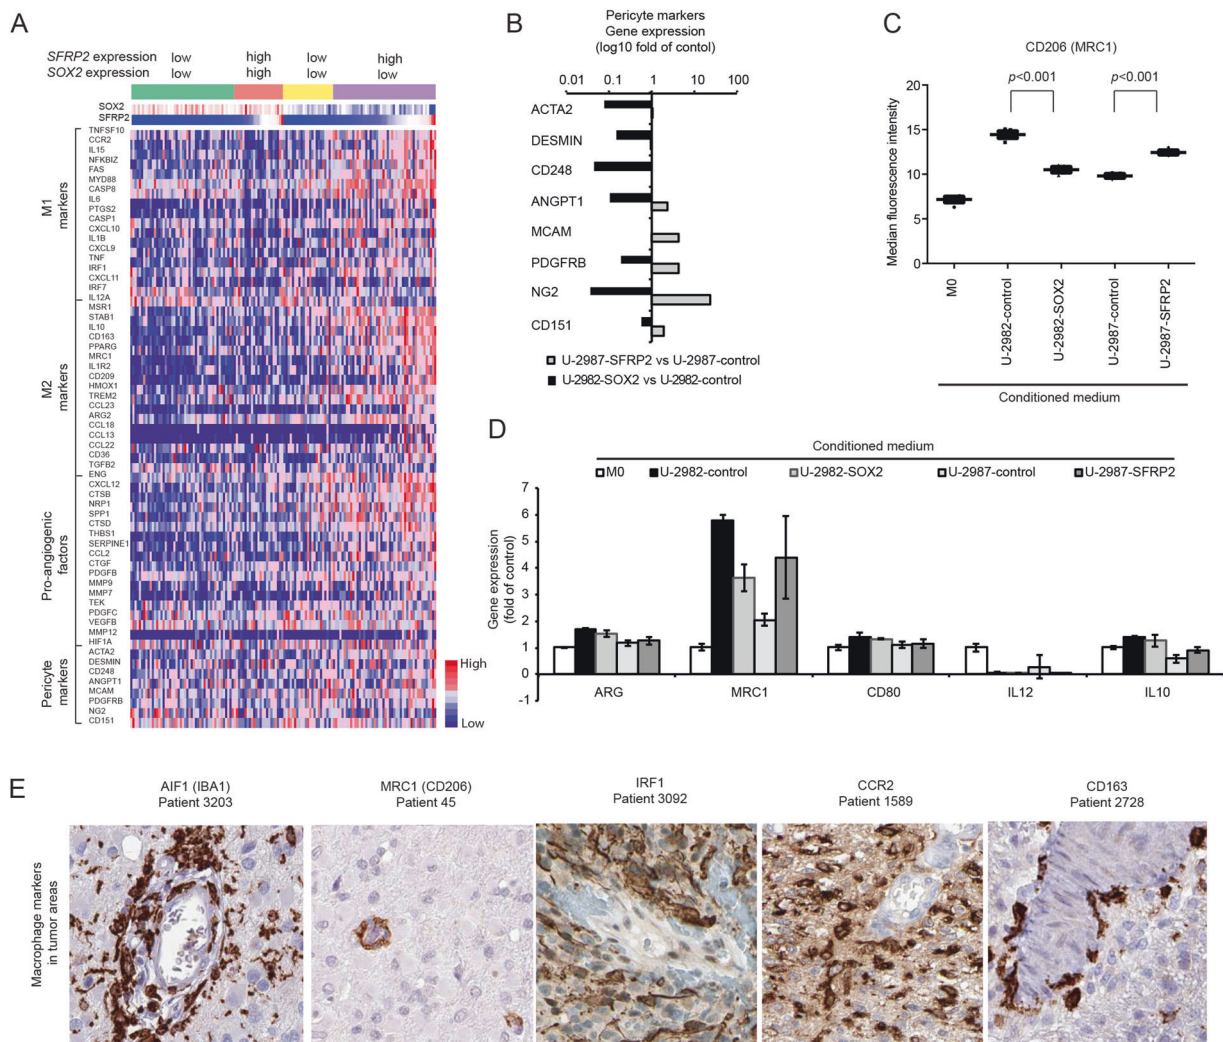 A
SFRP2 expression low high low high
SOX2 expression low high low low
SOX2
SFRP2
M1 markers
TNFSF10
CCR2
IL15
NFKBIZ
FAS
MYD88
CASP8
IL6
PTGS2
CASP1
CXCL10
IL1B
CXCL9
TNF
IRF1
CXCL11
IRF7
IL12A
M2 markers
MSR1
STAB1
IL10
CD163
PPARG
MRC1
IL1R2
CD209
HMOX1
TREM2
CCL23
ARG2
CCL18
CCL13
CCL22
CD36
TGFB2
Pro-angiogenic factors
ENG
CXCL12
CTSB
NRP1
SPP1
CTSD
THBS1
SERPINE1
CCL2
CTGF
PDGFB
MMP9
MMP7
TEK
PDGFC
VEGFB
MMP12
HIF1A
Pericyte markers
ACTA2
DESMIN
CD248
ANGPT1
MCAM
PDGFRB
NG2
CD151
High
Low
B
Pericyte markers
Gene expression
(log10 fold of contol)
0.01 0.1 1 10 100
ACTA2
DESMIN
CD248
ANGPT1
MCAM
PDGFRB
NG2
CD151
U-2987-SFRP2 vs U-2987-control
U-2982-SOX2 vs U-2982-control
C
CD206 (MRC1)
p<0.001 p<0.001
Median fluorescence intensity
15
10
5
0
M0
U-2982-control
U-2982-SOX2
U-2987-control
U-2987-SFRP2
Conditioned medium
D
Conditioned medium
M0 U-2982-control U-2982-SOX2 U-2987-control U-2987-SFRP2
Gene expression
(fold of control)
7
6
5
4
3
2
1
0
-1
ARG MRC1 CD80 IL12 IL10
E
Macrophage markers
in tumor areas
AIF1 (IBA1)
Patient 3203
MRC1 (CD206)
Patient 45
IRF1
Patient 3092
CCR2
Patient 1589
CD163
Patient 2728